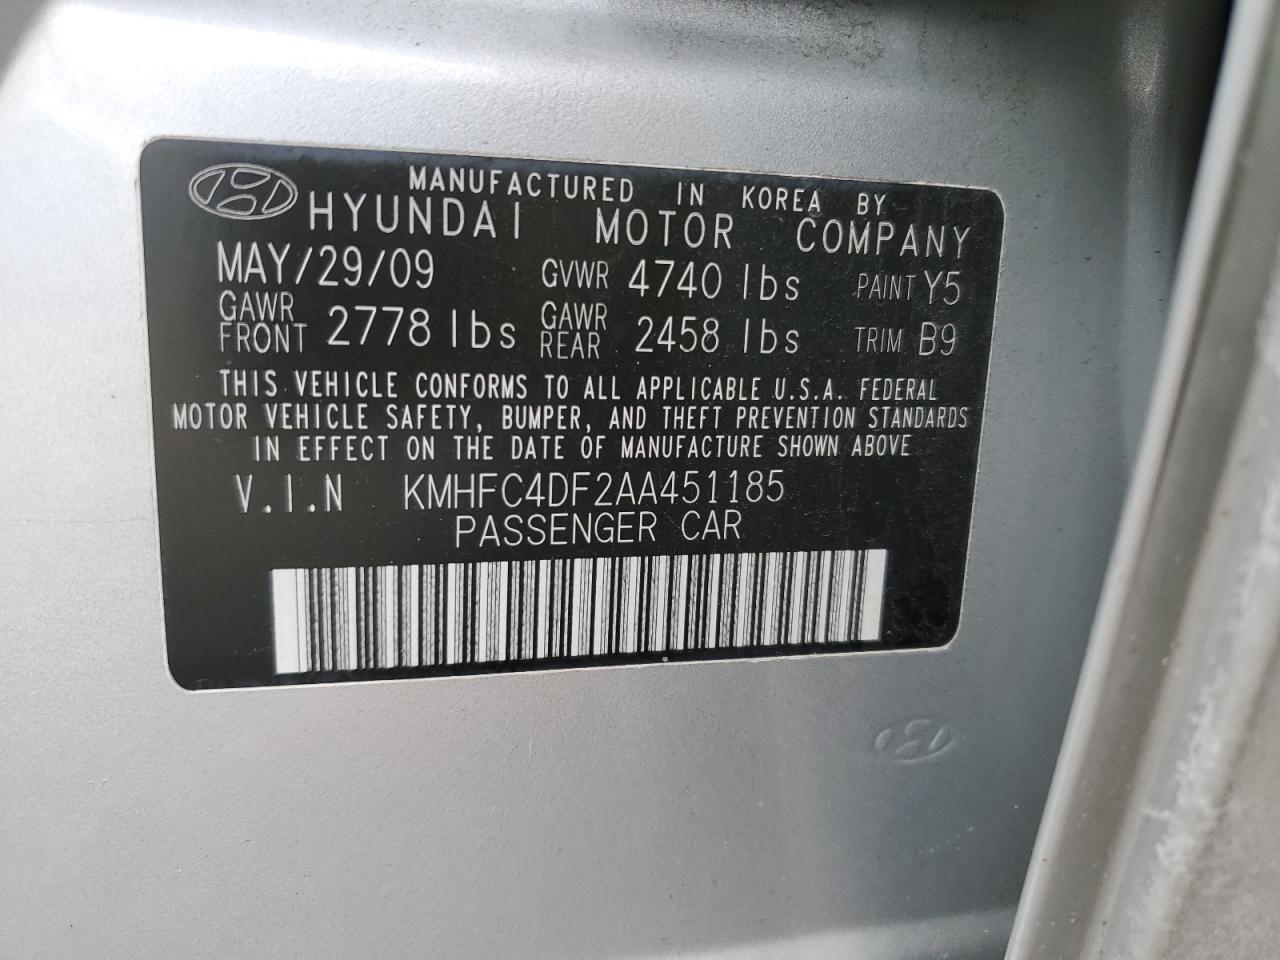 MANUFACTURED IN KOREA BY
HYUNDAI MOTOR COMPANY
MAY/29/09 GVWR 4740 lbs PAINT Y5
GAWR FRONT 2778 lbs GAWR REAR 2458 lbs TRIM B9
THIS VEHICLE CONFORMS TO ALL APPLICABLE U.S.A. FEDERAL
MOTOR VEHICLE SAFETY, BUMPER, AND THEFT PREVENTION STANDARDS
IN EFFECT ON THE DATE OF MANUFACTURE SHOWN ABOVE
V.I.N KMHFC4DF2AA451185
PASSENGER CAR